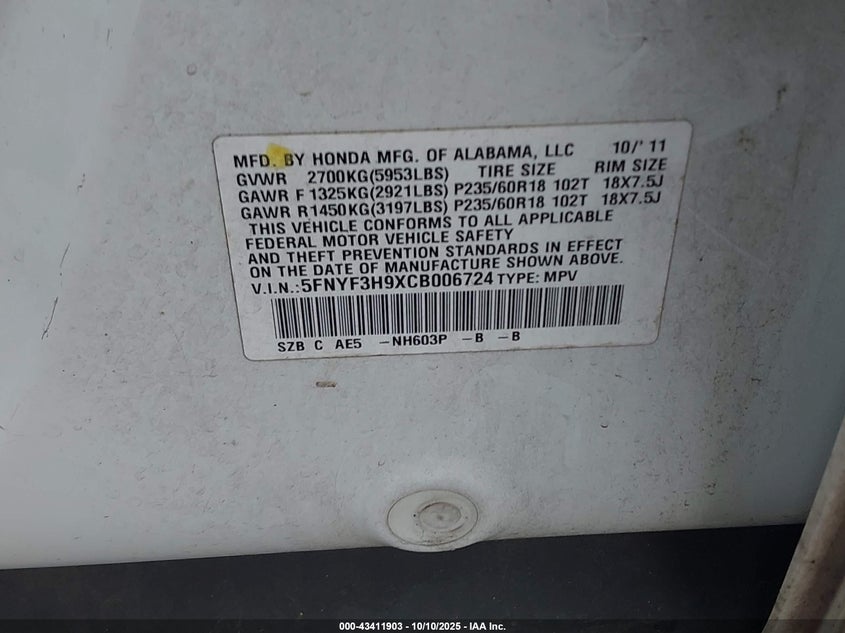 MFD. BY HONDA MFG. OF ALABAMA, LLC 10/'11
GVWR 2700KG(5953LBS) TIRE SIZE RIM SIZE
GAWR F 1325KG(2921LBS) P235/60R18 102T 18X7.5J
GAWR R1450KG(3197LBS) P235/60R18 102T 18X7.5J
THIS VEHICLE CONFORMS TO ALL APPLICABLE
FEDERAL MOTOR VEHICLE SAFETY
AND THEFT PREVENTION STANDARDS IN EFFECT
ON THE DATE OF MANUFACTURE SHOWN ABOVE.
V.I.N.:5FNYF3H9XCB006724 TYPE: MPV
SZB C AE5 -NH603P -B -B
000-43411903 - 10/10/2025 - IAA Inc.